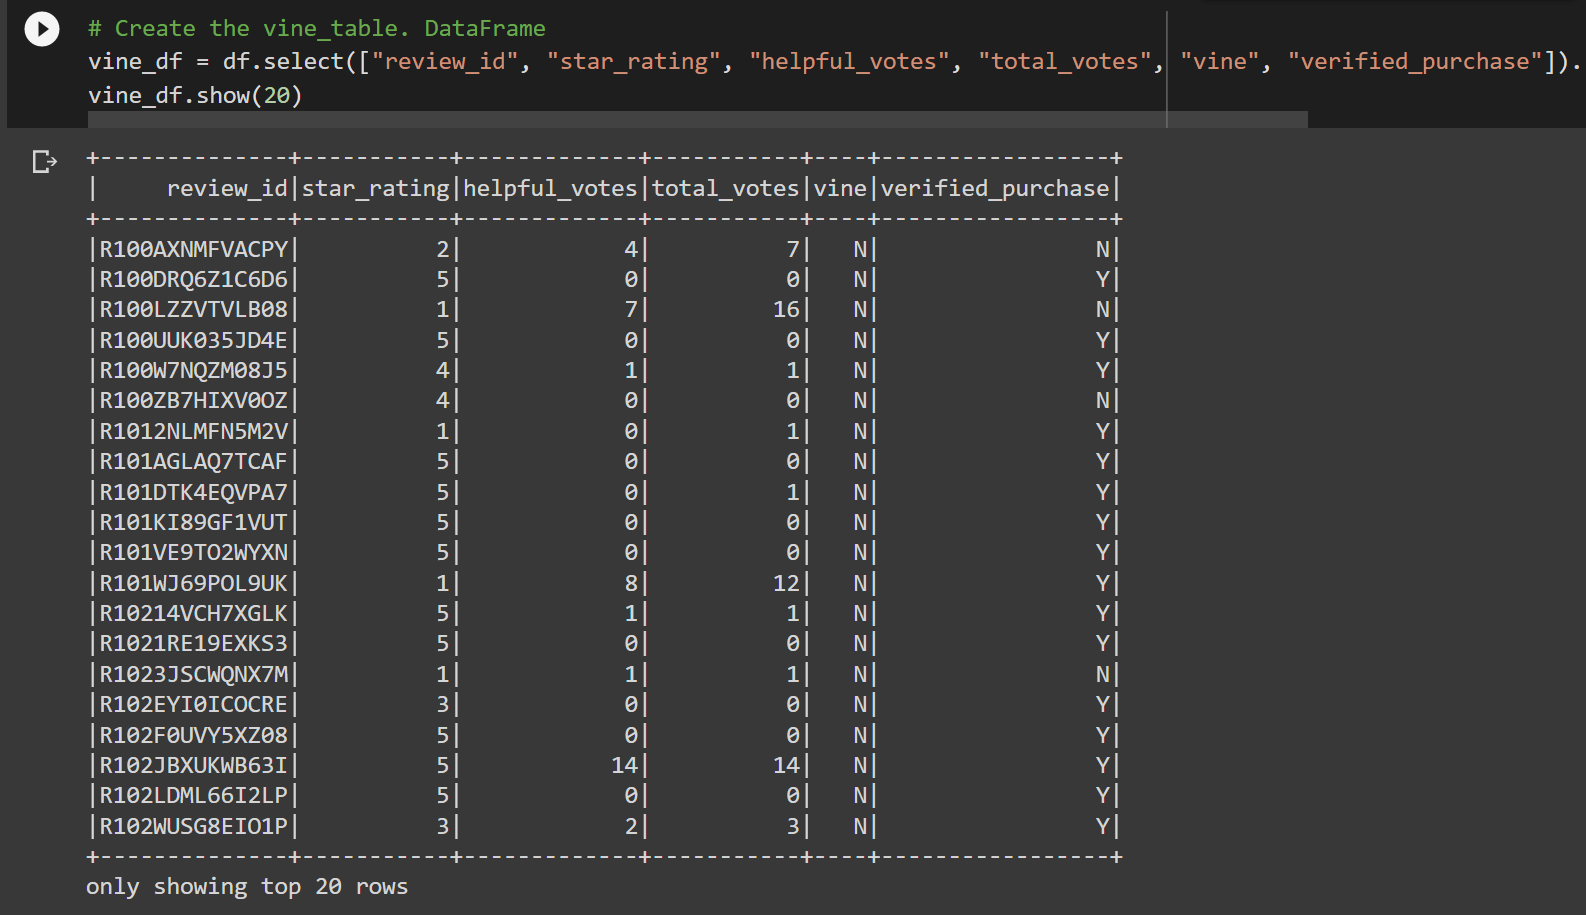 # Create the vine_table. DataFrame
vine_df = df.select(["review_id", "star_rating", "helpful_votes", "total_votes", "vine", "verified_purchase"]).
vine_df.show(20)
+--------------+-----------+-------------+-----------+----+-----------------+
|     review_id|star_rating|helpful_votes|total_votes|vine|verified_purchase|
+--------------+-----------+-------------+-----------+----+-----------------+
|R100AXNMFVACPY|          2|            4|          7|   N|                N|
|R100DRQ6Z1C6D6|          5|            0|          0|   N|                Y|
|R100LZZVTVLB08|          1|            7|         16|   N|                N|
|R100UUK035JD4E|          5|            0|          0|   N|                Y|
|R100W7NQZM08J5|          4|            1|          1|   N|                Y|
|R100ZB7HIXV0OZ|          4|            0|          0|   N|                N|
|R1012NLMFN5M2V|          1|            0|          1|   N|                Y|
|R101AGLAQ7TCAF|          5|            0|          0|   N|                Y|
|R101DTK4EQVPA7|          5|            0|          1|   N|                Y|
|R101KI89GF1VUT|          5|            0|          0|   N|                Y|
|R101VE9TO2WYXN|          5|            0|          0|   N|                Y|
|R101WJ69POL9UK|          1|            8|         12|   N|                Y|
|R10214VCH7XGLK|          5|            1|          1|   N|                Y|
|R1021RE19EXKS3|          5|            0|          0|   N|                Y|
|R1023JSCWQNX7M|          1|            1|          1|   N|                N|
|R102EYI0ICOCRE|          3|            0|          0|   N|                Y|
|R102F0UVY5XZ08|          5|            0|          0|   N|                Y|
|R102JBXUKWB63I|          5|           14|         14|   N|                Y|
|R102LDML66I2LP|          5|            0|          0|   N|                Y|
|R102WUSG8EIO1P|          3|            2|          3|   N|                Y|
+--------------+-----------+-------------+-----------+----+-----------------+
only showing top 20 rows